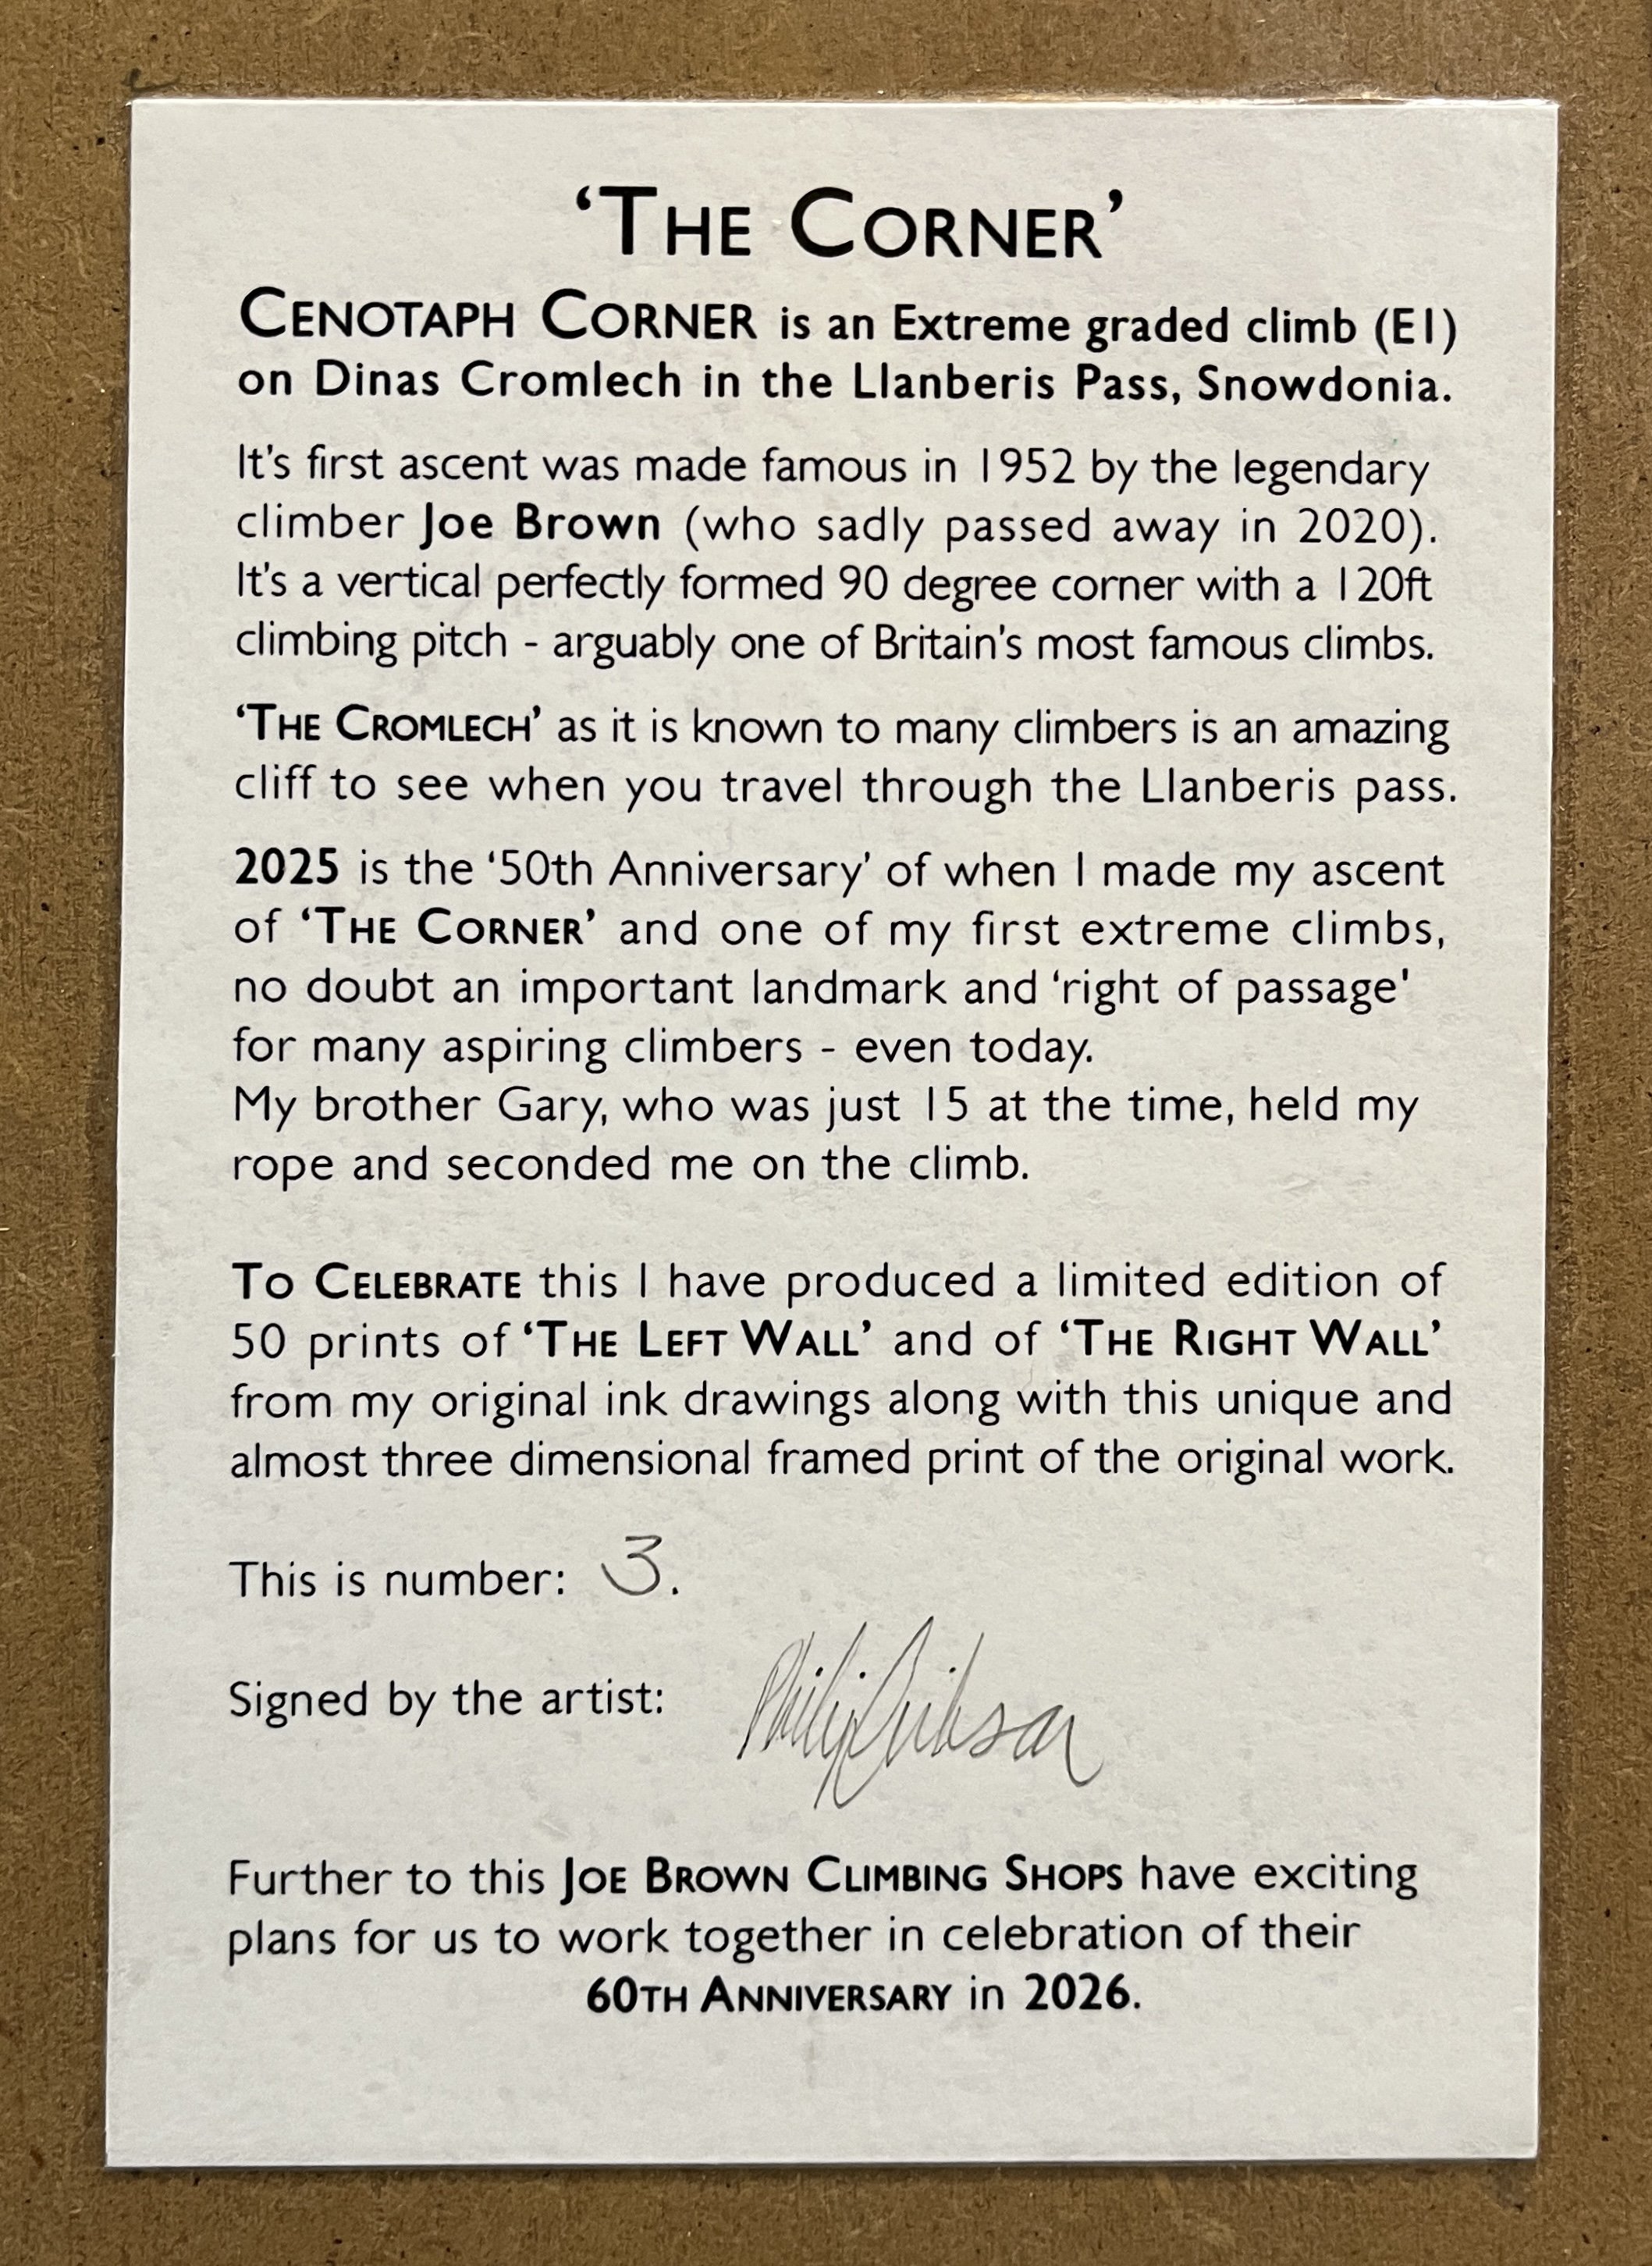 ‘THE CORNER’
CENOTAPH CORNER is an Extreme graded climb (E1)
on Dinas Cromlech in the Llanberis Pass, Snowdonia.
It’s first ascent was made famous in 1952 by the legendary
climber Joe Brown (who sadly passed away in 2020).
It’s a vertical perfectly formed 90 degree corner with a 120ft
climbing pitch - arguably one of Britain’s most famous climbs.
‘THE CROMLECH’ as it is known to many climbers is an amazing
cliff to see when you travel through the Llanberis pass.
2025 is the ‘50th Anniversary’ of when I made my ascent
of ‘THE CORNER’ and one of my first extreme climbs,
no doubt an important landmark and ‘right of passage'
for many aspiring climbers - even today.
My brother Gary, who was just 15 at the time, held my
rope and seconded me on the climb.
TO CELEBRATE this I have produced a limited edition of
50 prints of ‘THE LEFT WALL’ and of ‘THE RIGHT WALL’
from my original ink drawings along with this unique and
almost three dimensional framed print of the original work.
This is number: 3.
Signed by the artist: Philip Gibson
Further to this JOE BROWN CLIMBING SHOPS have exciting
plans for us to work together in celebration of their
60TH ANNIVERSARY in 2026.